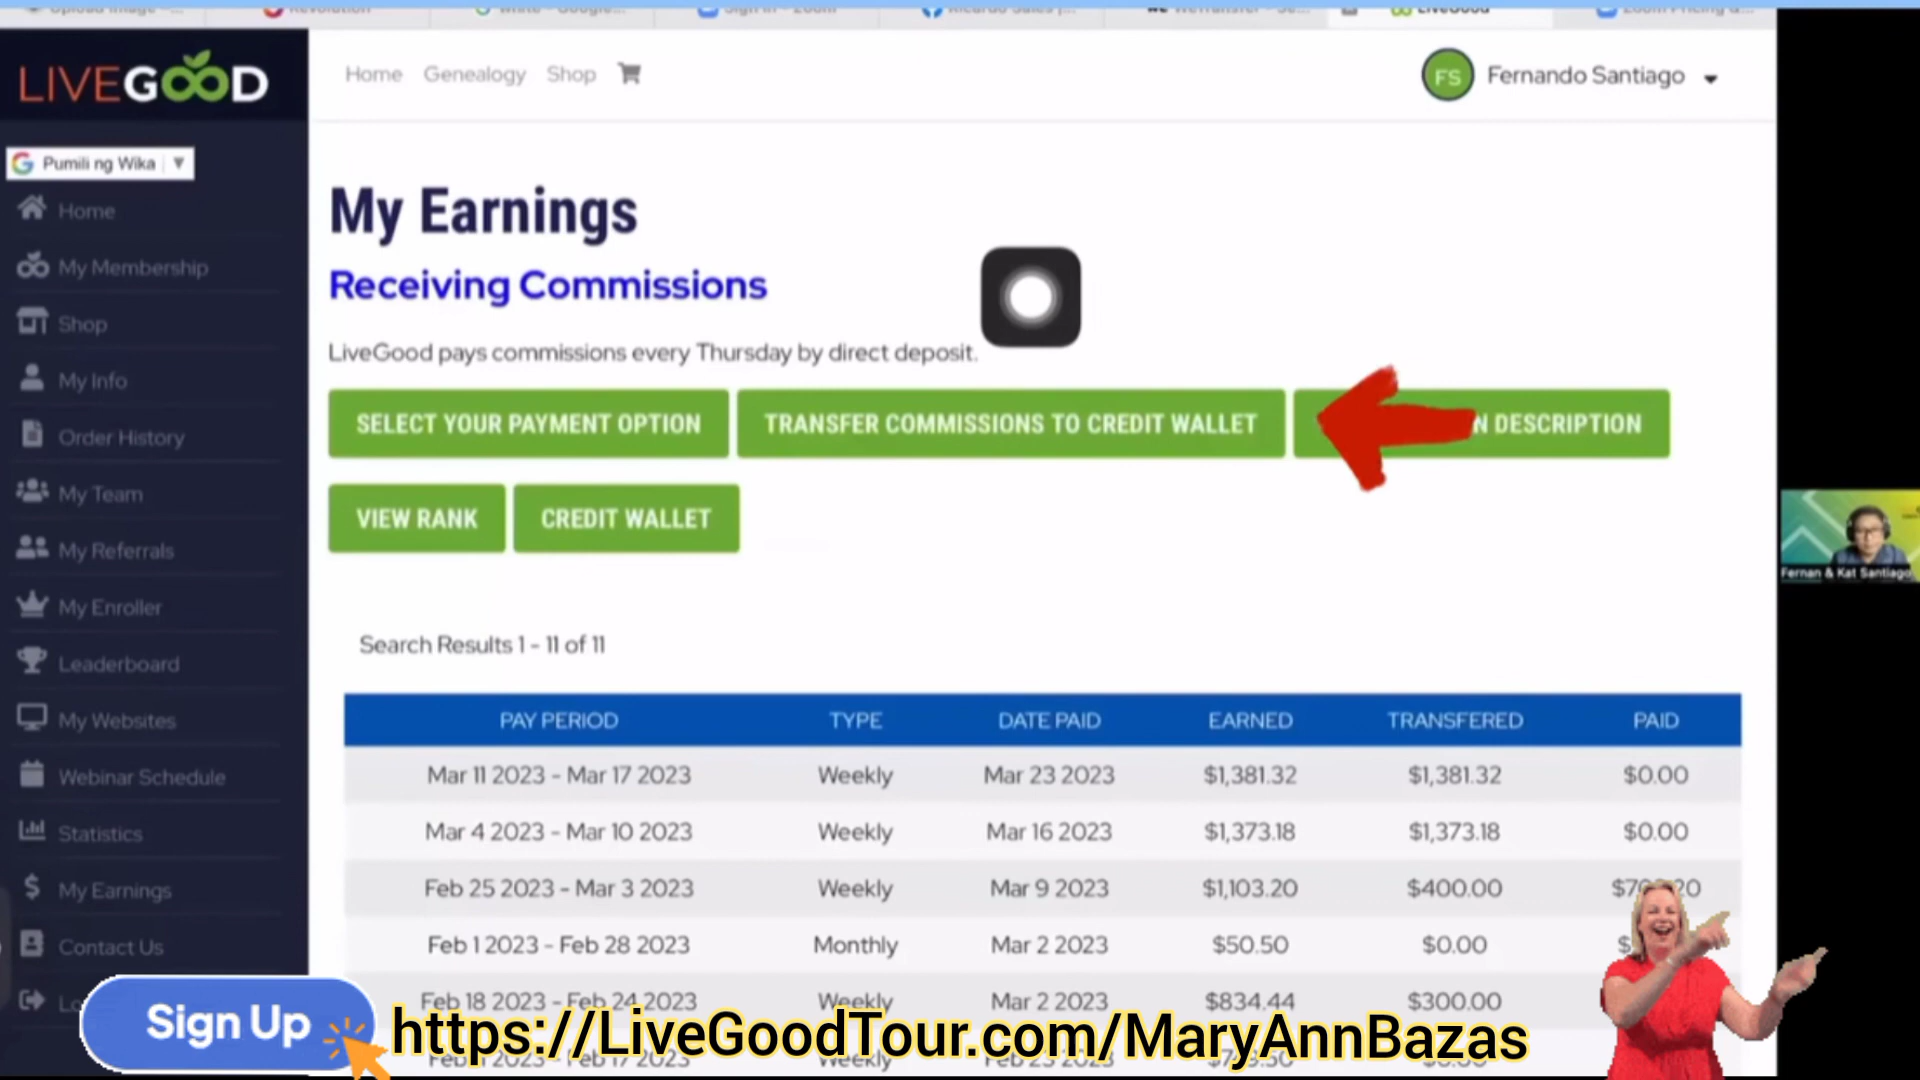 LIVEGOOD
Home Genealogy Shop
FS Fernando Santiago
Pumili ng Wika
Home
My Membership
Shop
My Info
Order History
My Team
My Referrals
My Enroller
Leaderboard
My Websites
Webinar Schedule
Statistics
My Earnings
Contact Us
My Earnings
Receiving Commissions
LiveGood pays commissions every Thursday by direct deposit.
SELECT YOUR PAYMENT OPTION TRANSFER COMMISSIONS TO CREDIT WALLET DESCRIPTION
VIEW RANK CREDIT WALLET
Fernan & Kat Santiago
Search Results 1 - 11 of 11
PAY PERIOD TYPE DATE PAID EARNED TRANSFERED PAID
Mar 11 2023 - Mar 17 2023 Weekly Mar 23 2023 $1,381.32 $1,381.32 $0.00
Mar 4 2023 - Mar 10 2023 Weekly Mar 16 2023 $1,373.18 $1,373.18 $0.00
Feb 25 2023 - Mar 3 2023 Weekly Mar 9 2023 $1,103.20 $400.00
Feb 1 2023 - Feb 28 2023 Monthly Mar 2 2023 $50.50 $0.00
Feb 18 2023 - Feb 24 2023 Weekly Mar 2 2023 $834.44 $300.00
Sign Up https://LiveGoodTour.com/MaryAnnBazas